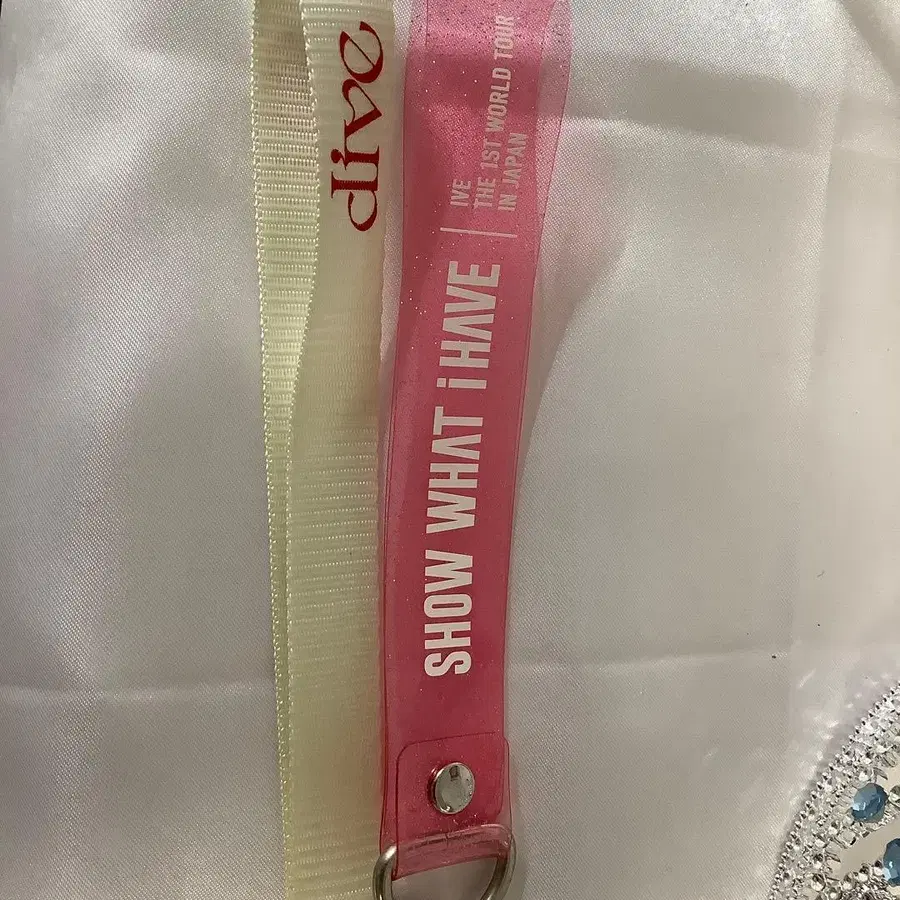 dive
SHOW WHAT i HAVE
IVE
THE 1ST WORLD TOUR
IN JAPAN